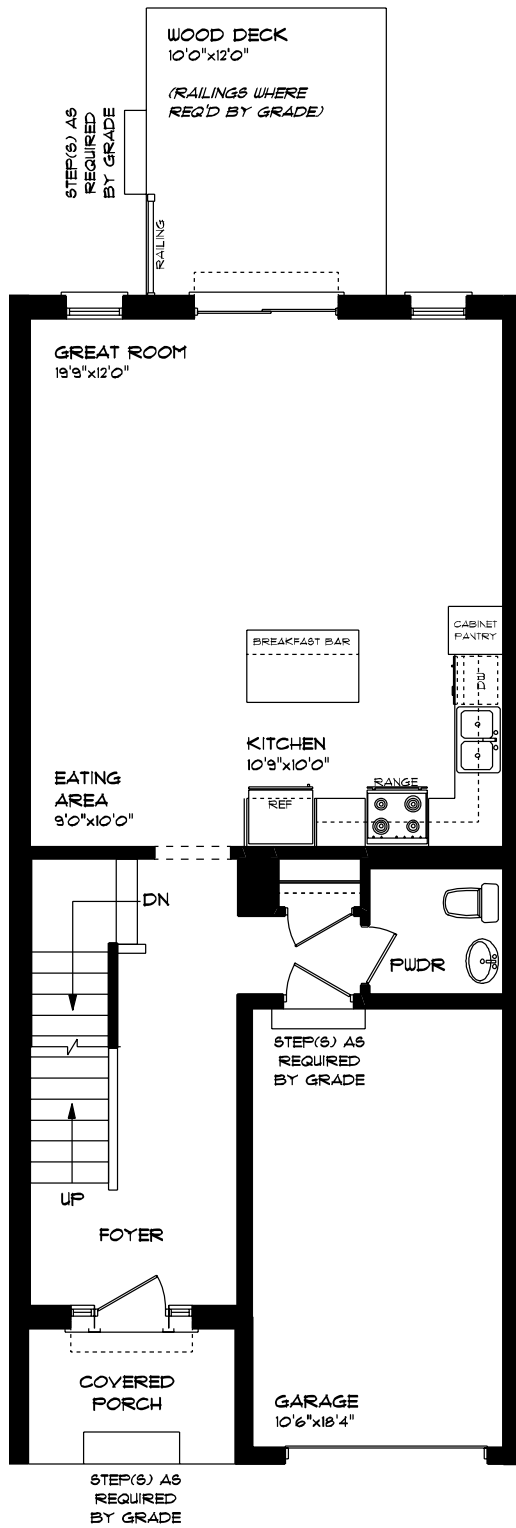 WOOD DECK
10'0"x12'0"
(RAILINGS WHERE
REQ'D BY GRADE)
STEP(S) AS
REQUIRED
BY GRADE
RAILING
GREAT ROOM
19'9"x12'0"
BREAKFAST BAR
CABINET
PANTRY
DW
KITCHEN
10'9"x10'0"
EATING
AREA
9'0"x10'0"
REF
RANGE
DN
PWDR
STEP(S) AS
REQUIRED
BY GRADE
UP
FOYER
COVERED
PORCH
GARAGE
10'6"x18'4"
STEP(S) AS
REQUIRED
BY GRADE